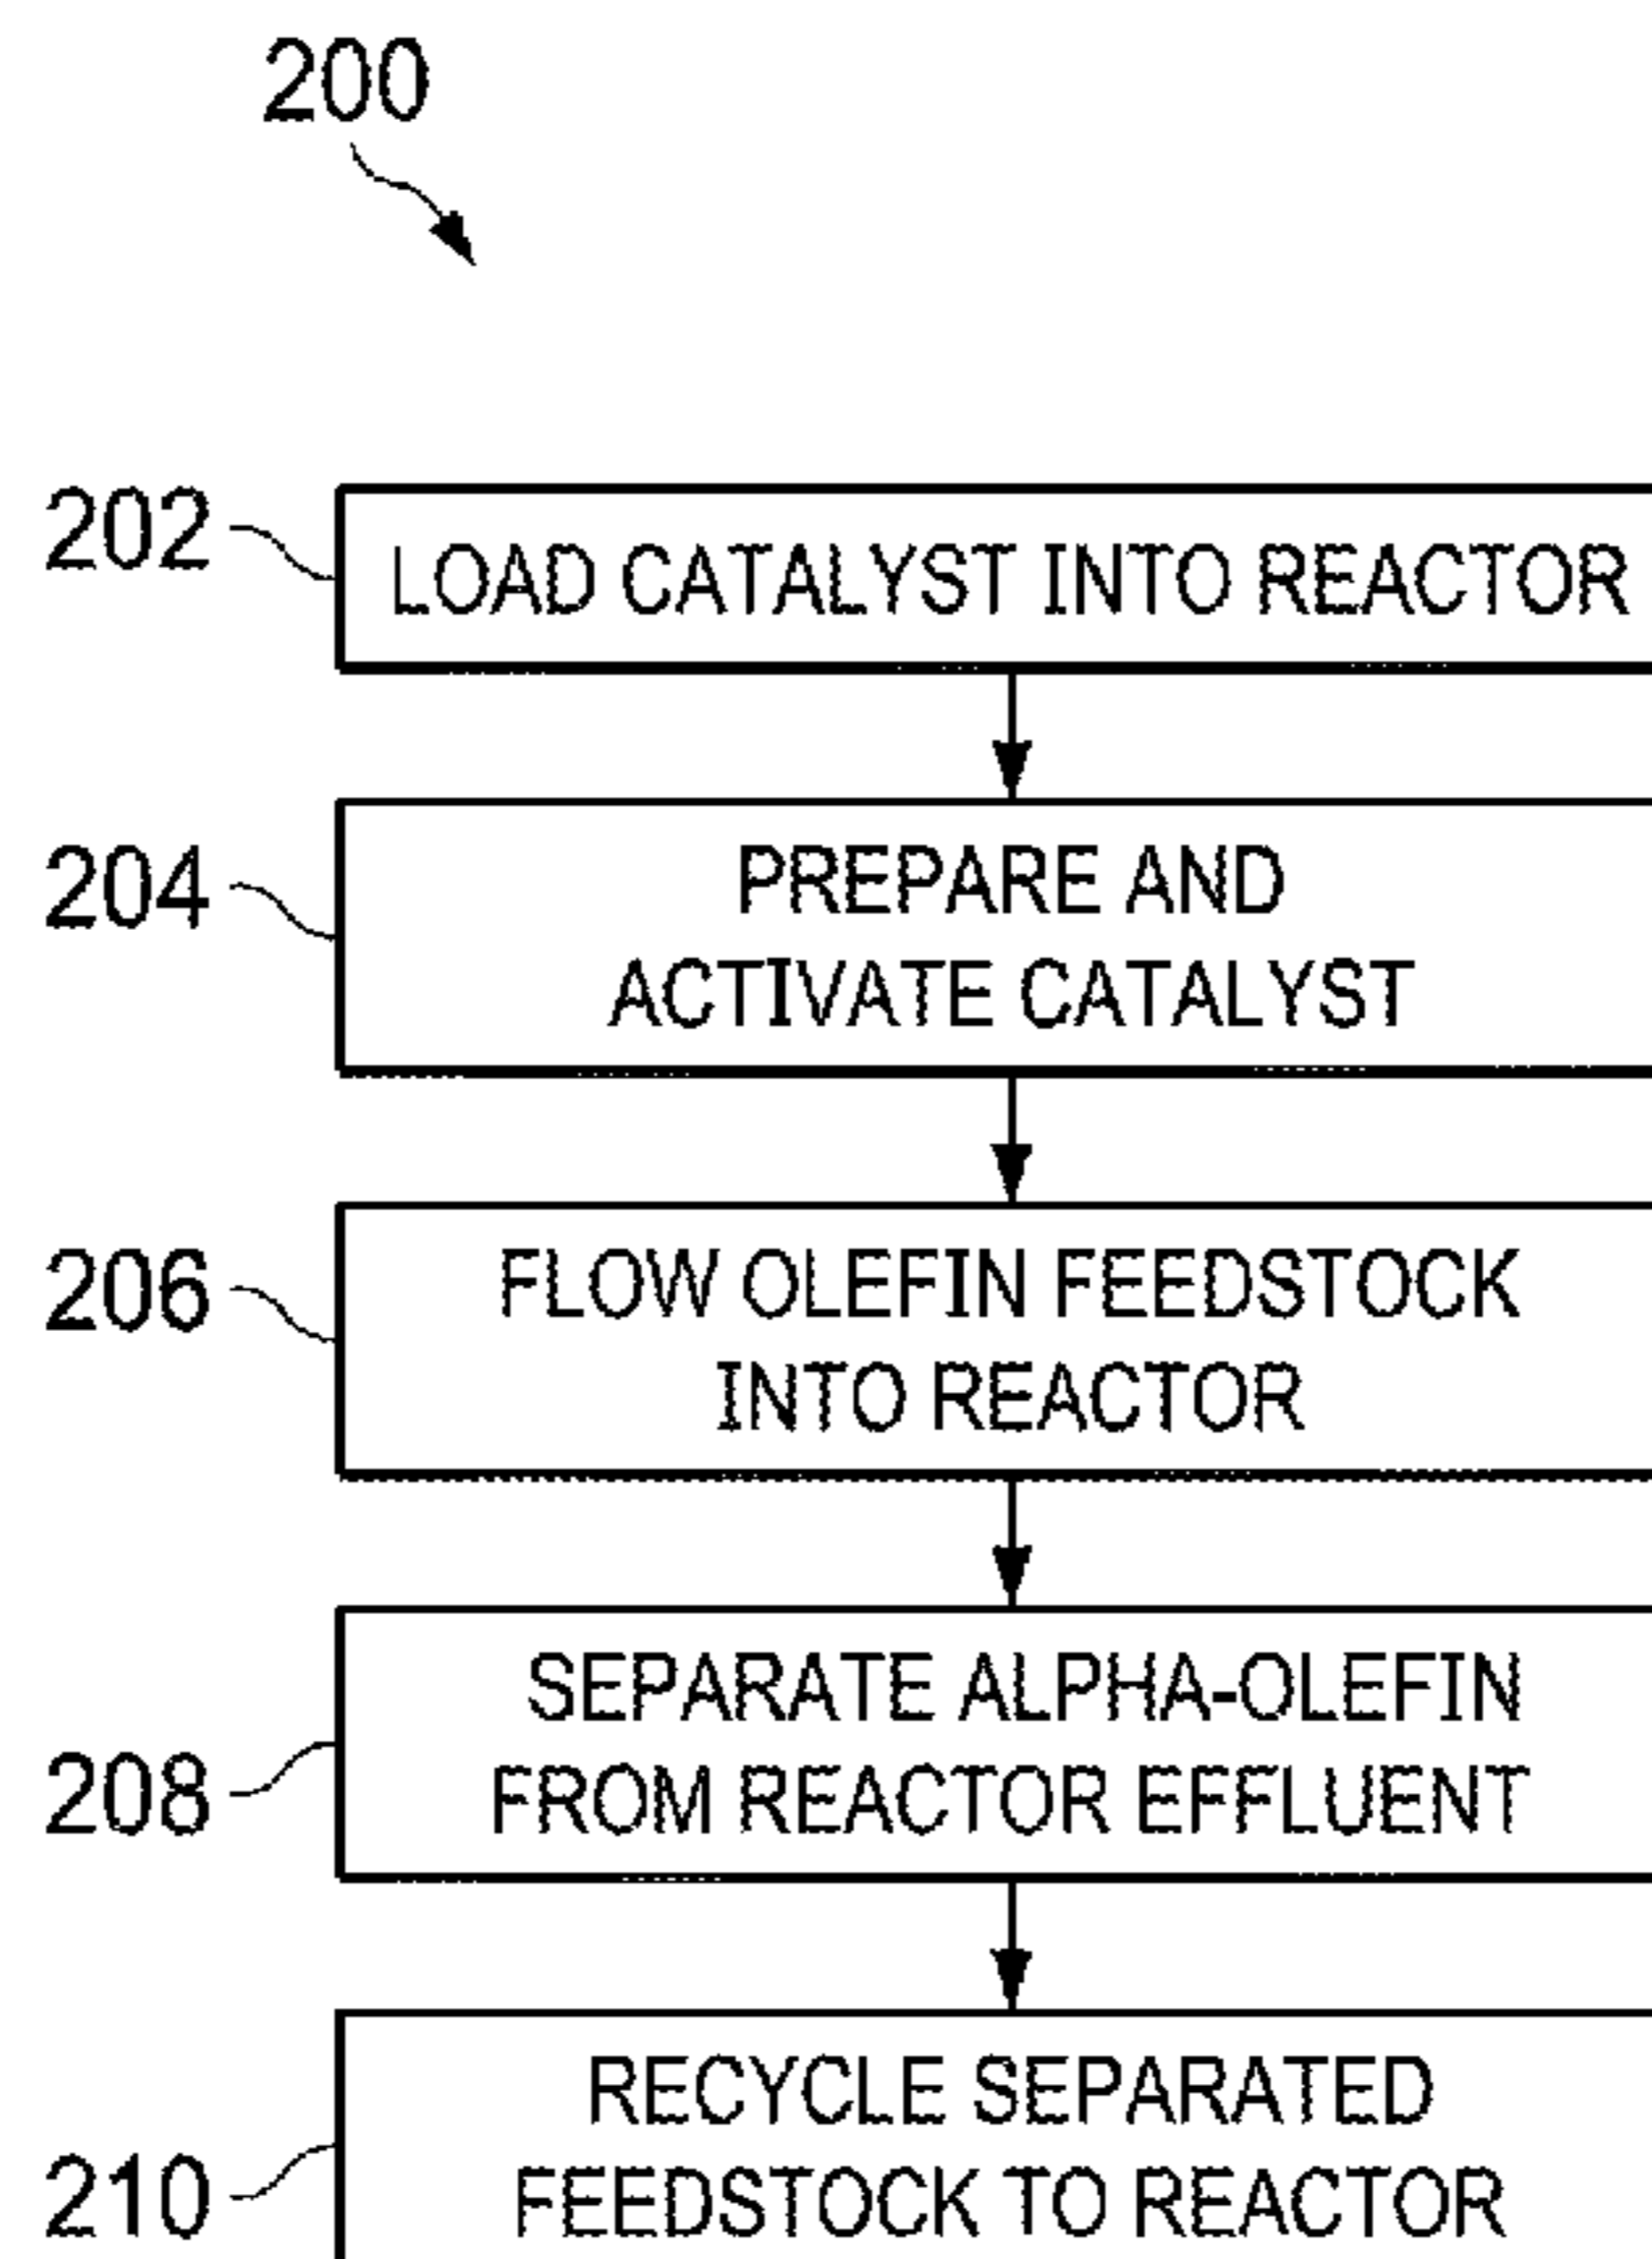 200
202
LOAD CATALYST INTO REACTOR
204
PREPARE AND
ACTIVATE CATALYST
206
FLOW OLEFIN FEEDSTOCK
INTO REACTOR
208
SEPARATE ALPHA-OLEFIN
FROM REACTOR EFFLUENT
210
RECYCLE SEPARATED
FEEDSTOCK TO REACTOR